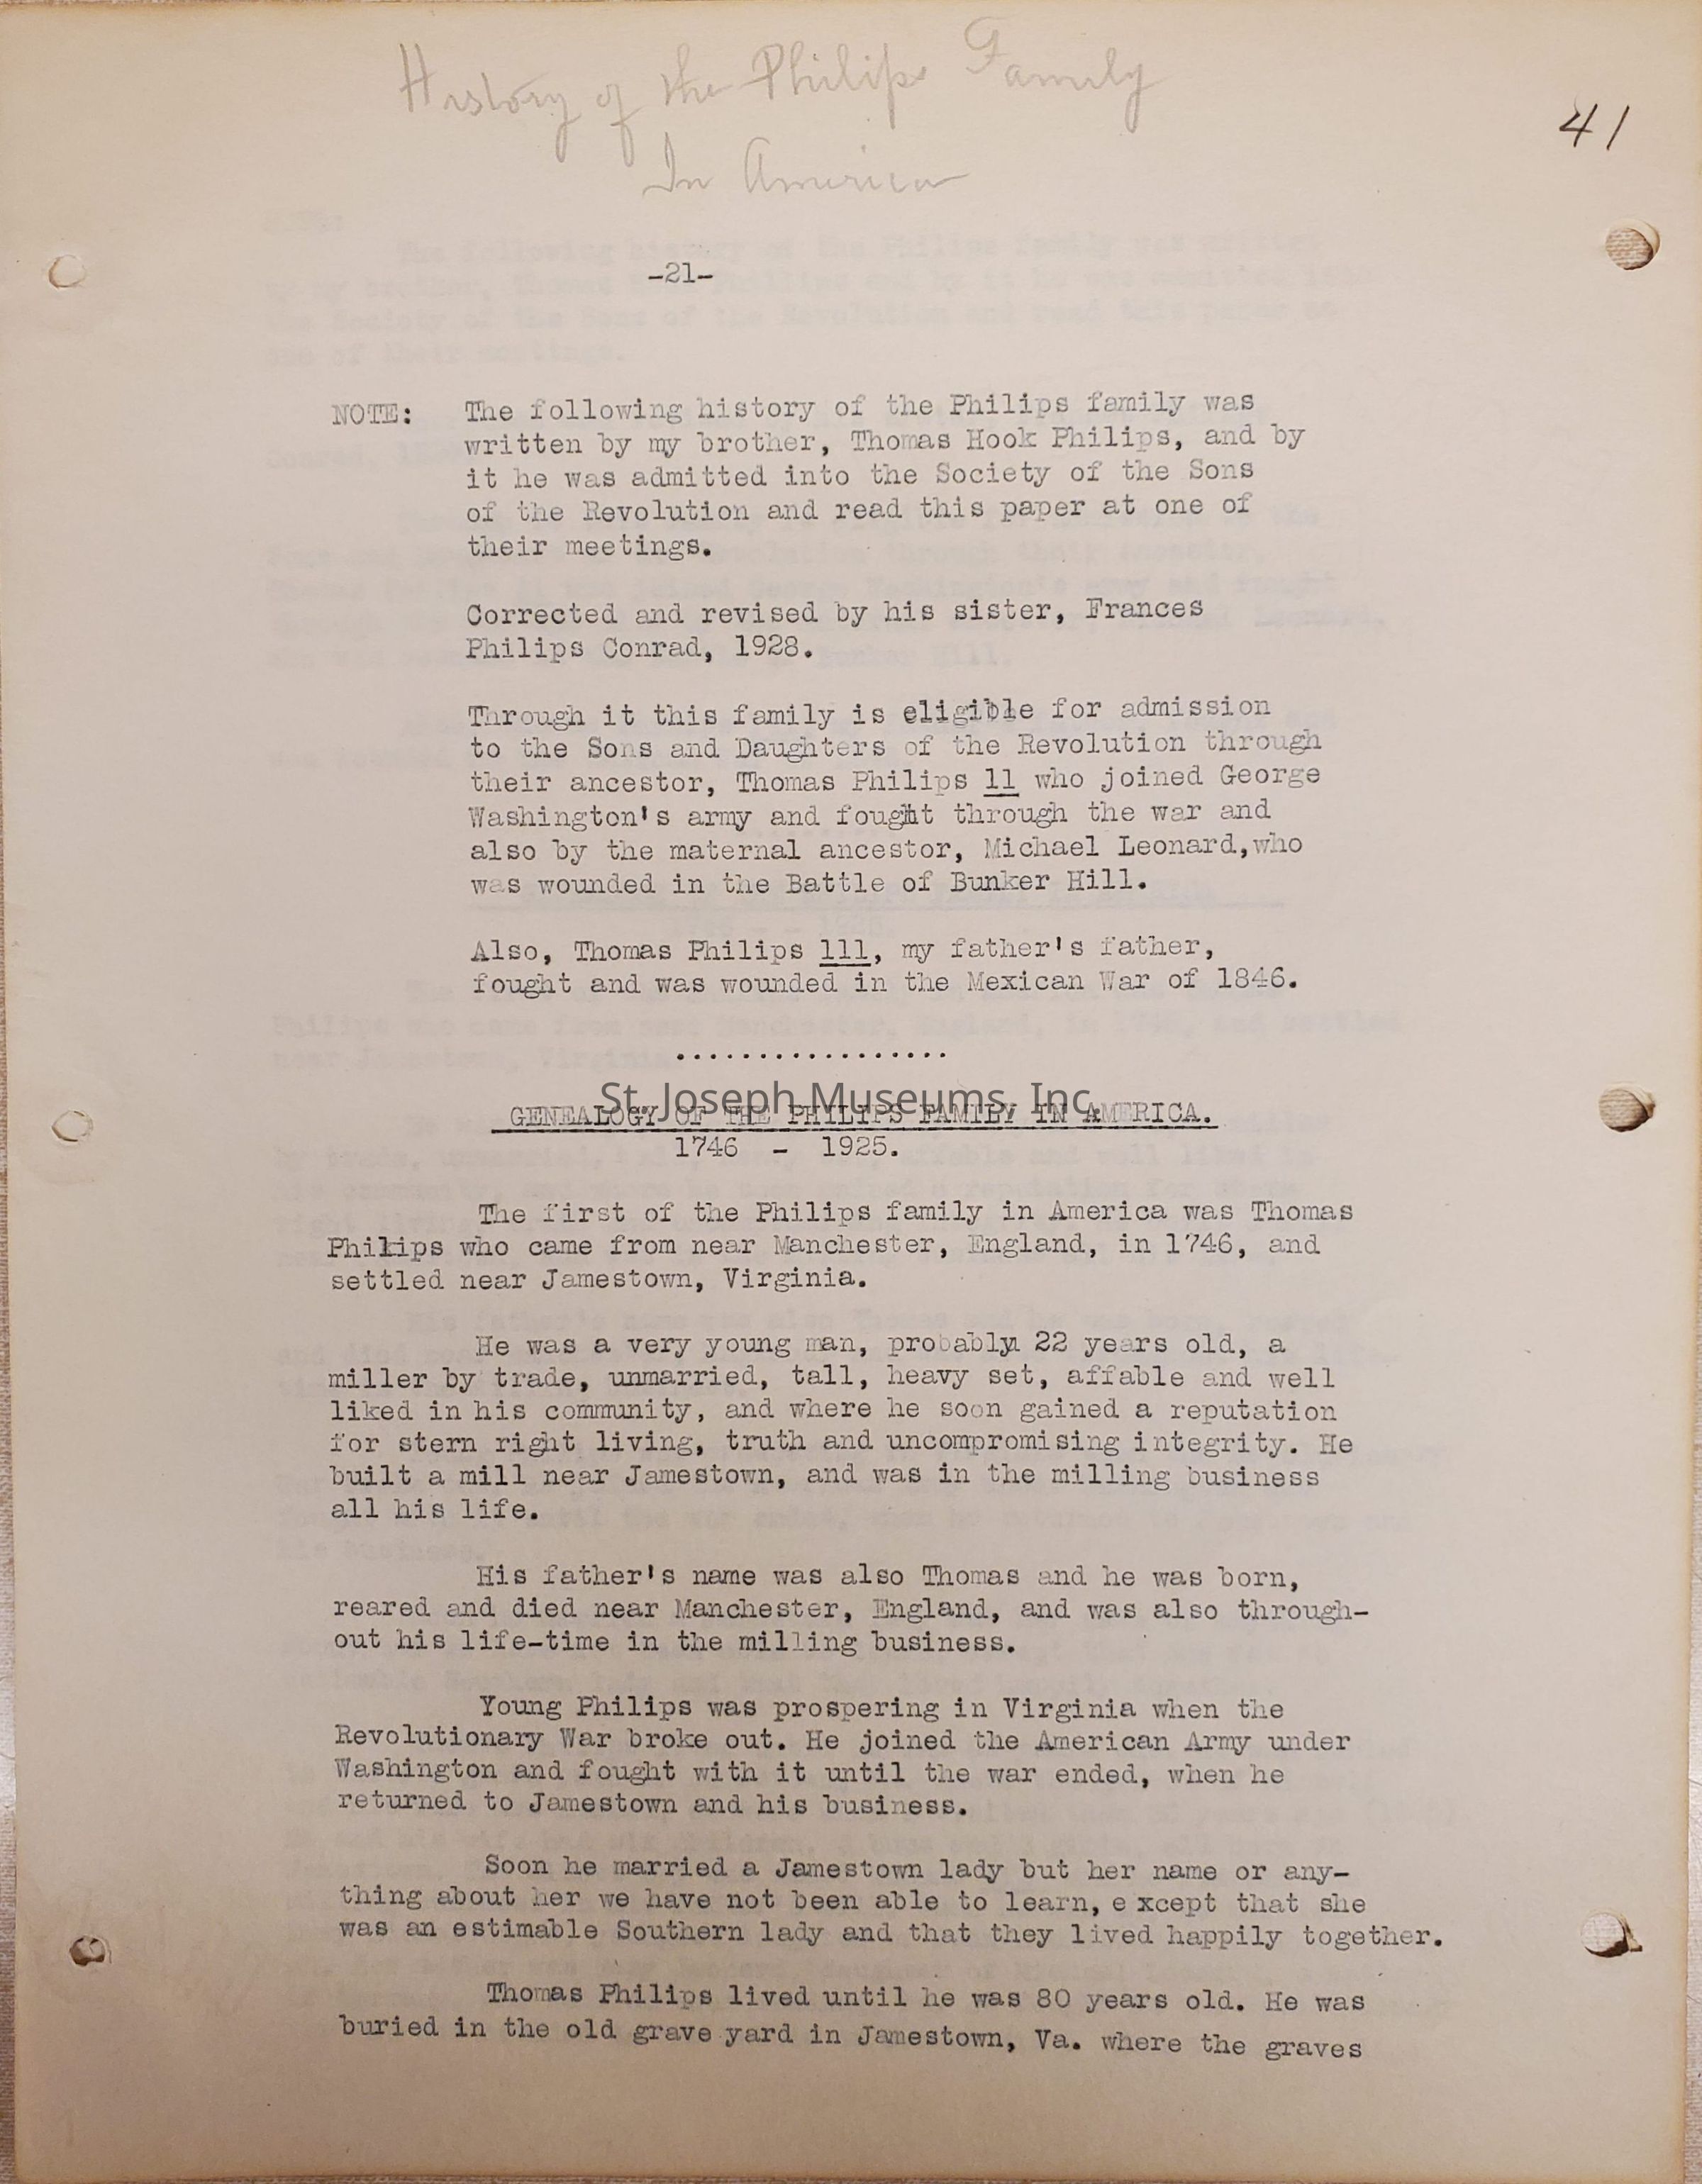 History of the Philips Family
In America
41
-21-
NOTE: The following history of the Philips family was
written by my brother, Thomas Hook Philips, and by
it he was admitted into the Society of the Sons
of the Revolution and read this paper at one of
their meetings.
Corrected and revised by his sister, Frances
Philips Conrad, 1928.
Through it this family is eligible for admission
to the Sons and Daughters of the Revolution through
their ancestor, Thomas Philips 11 who joined George
Washington's army and fought through the war and
also by the maternal ancestor, Michael Leonard,who
was wounded in the Battle of Bunker Hill.
Also, Thomas Philips 111, my father's father,
fought and was wounded in the Mexican War of 1846.
.................
St. Joseph Museums, Inc.
GENEALOGY OF THE PHILIPS FAMILY IN AMERICA.
1746 - 1925.
The first of the Philips family in America was Thomas
Philips who came from near Manchester, England, in 1746, and
settled near Jamestown, Virginia.
He was a very young man, probably 22 years old, a
miller by trade, unmarried, tall, heavy set, affable and well
liked in his community, and where he soon gained a reputation
for stern right living, truth and uncompromising integrity. He
built a mill near Jamestown, and was in the milling business
all his life.
His father's name was also Thomas and he was born,
reared and died near Manchester, England, and was also through-
out his life-time in the milling business.
Young Philips was prospering in Virginia when the
Revolutionary War broke out. He joined the American Army under
Washington and fought with it until the war ended, when he
returned to Jamestown and his business.
Soon he married a Jamestown lady but her name or any-
thing about her we have not been able to learn, e xcept that she
was an estimable Southern lady and that they lived happily together.
Thomas Philips lived until he was 80 years old. He was
buried in the old grave yard in Jamestown, Va. where the graves